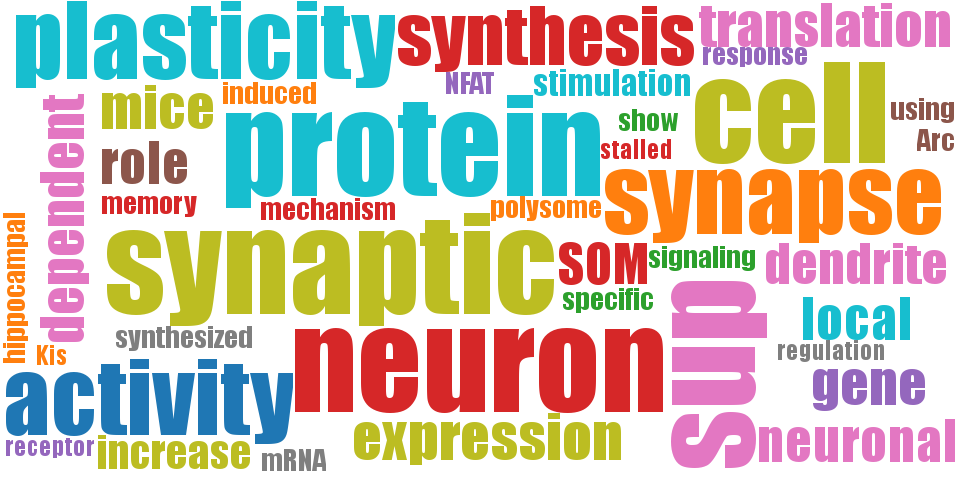 plasticity
synthesis
translation
response
NFAT
stimulation
cell
mice
induced
dependent
protein
show
using
Arc
stalled
role
memory
mechanism
polysome
synapse
hippocampal
synaptic
SOM
signaling
dendrite
specific
sup
local
synthesized
Kis
neuron
regulation
gene
activity
expression
neuronal
receptor
increase
mRNA